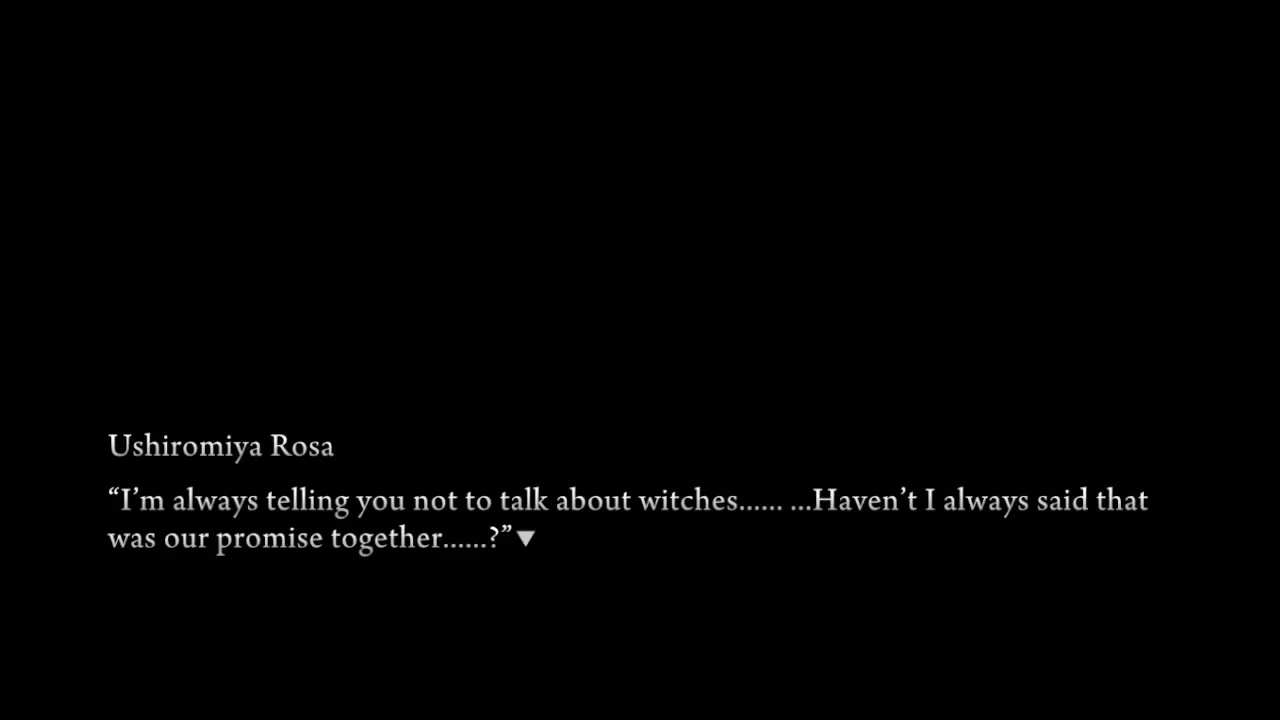 Ushiromiya Rosa
“I’m always telling you not to talk about witches...... ...Haven’t I always said that
was our promise together......?”▼